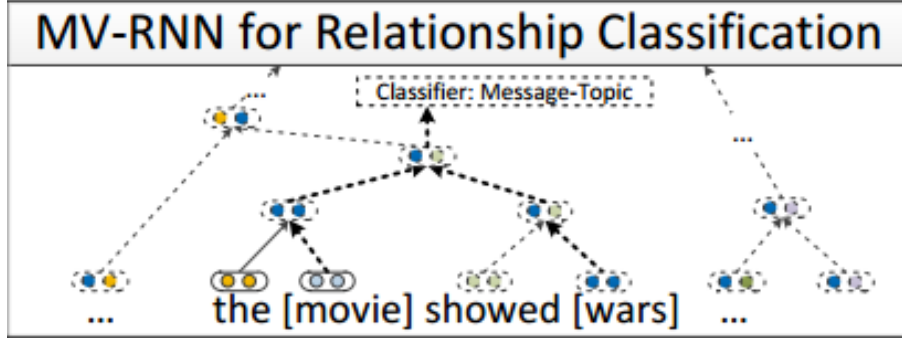 MV-RNN for Relationship Classification
...
Classifier: Message-Topic
...
... the [movie] showed [wars] ...